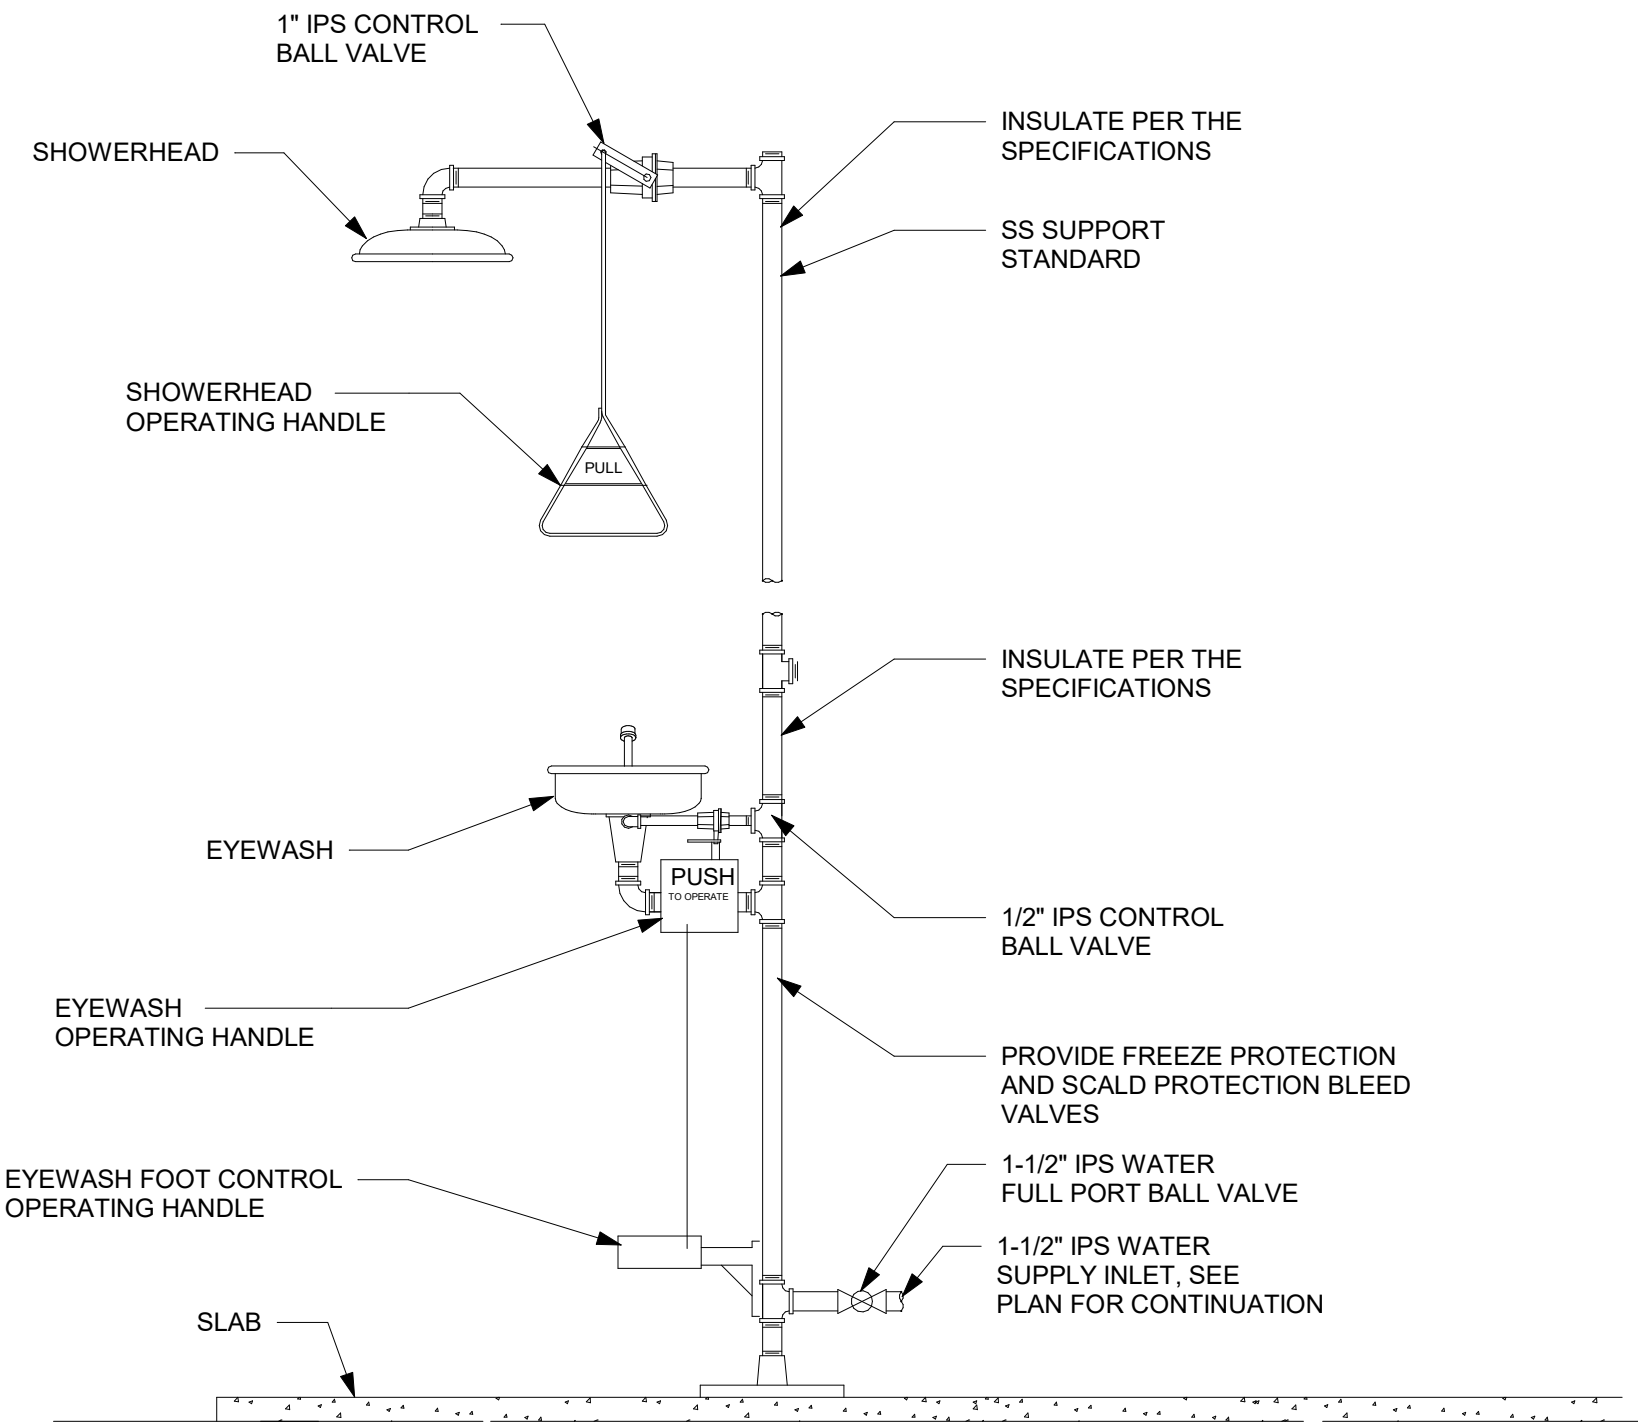 1" IPS CONTROL
BALL VALVE
SHOWERHEAD
INSULATE PER THE
SPECIFICATIONS
SS SUPPORT
STANDARD
SHOWERHEAD
OPERATING HANDLE
PULL
INSULATE PER THE
SPECIFICATIONS
EYEWASH
PUSH
TO OPERATE
1/2" IPS CONTROL
BALL VALVE
EYEWASH
OPERATING HANDLE
PROVIDE FREEZE PROTECTION
AND SCALD PROTECTION BLEED
VALVES
EYEWASH FOOT CONTROL
OPERATING HANDLE
1-1/2" IPS WATER
FULL PORT BALL VALVE
1-1/2" IPS WATER
SUPPLY INLET, SEE
PLAN FOR CONTINUATION
SLAB